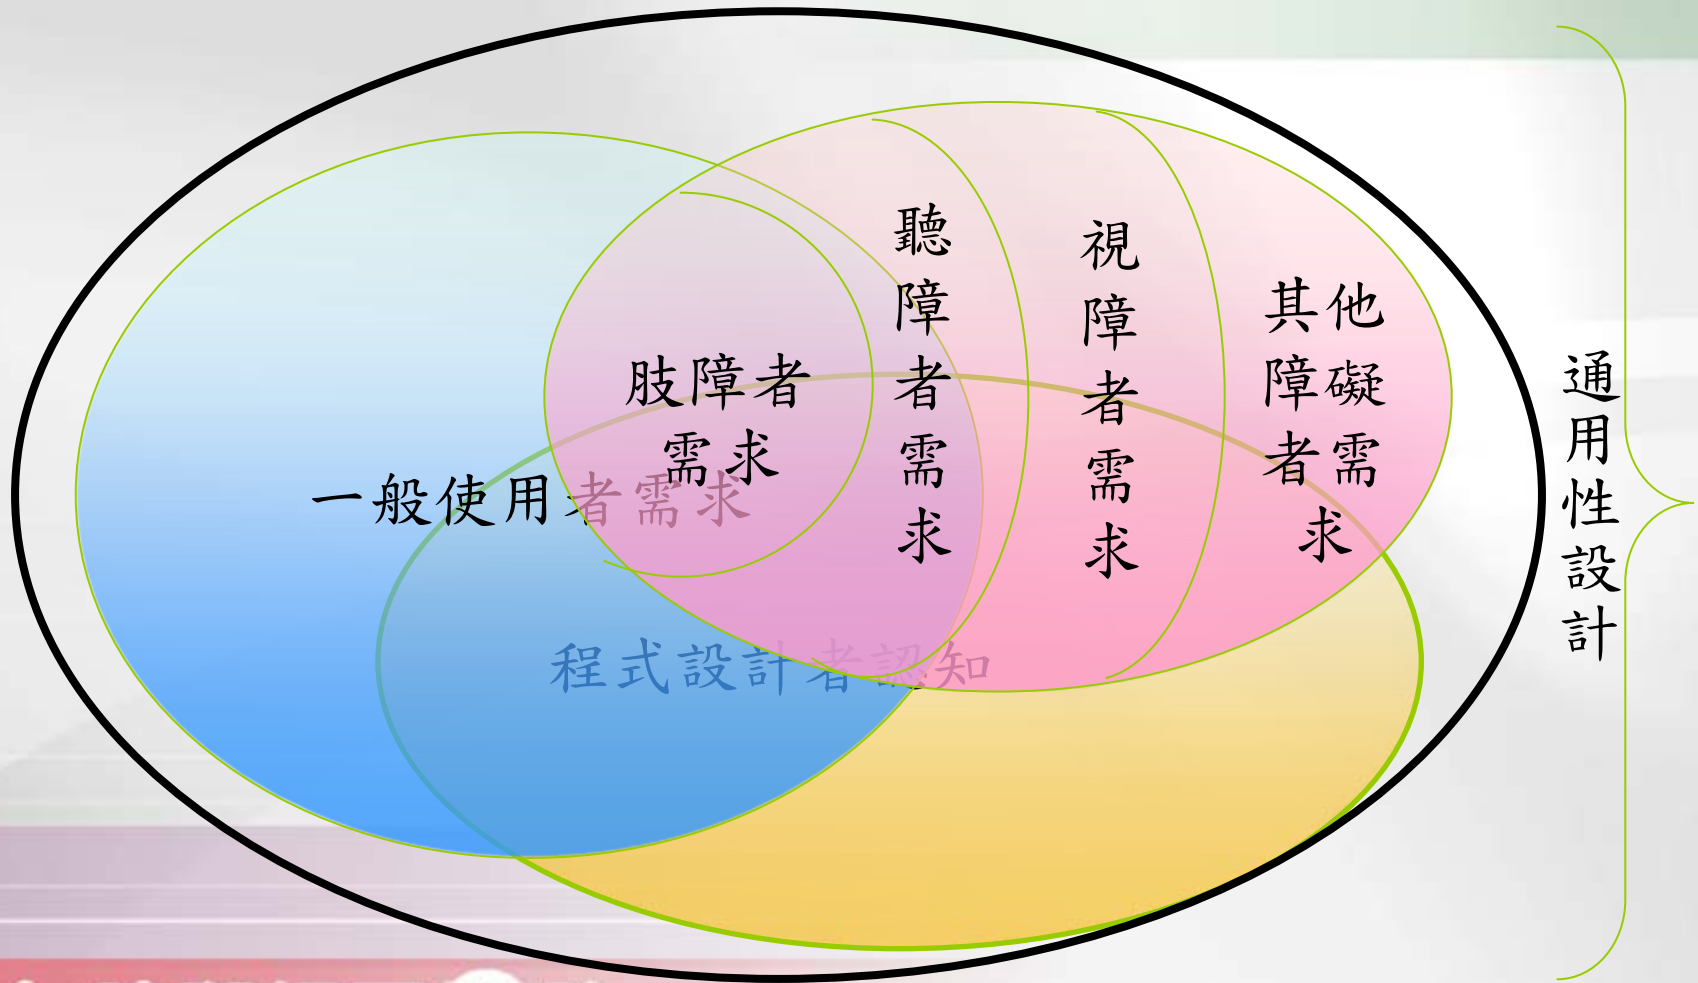 聽障者需求
視障者需求
其他
障礙
者需
求
肢障者
需求
一般使用者需求
程式設計者認知
通用性設計